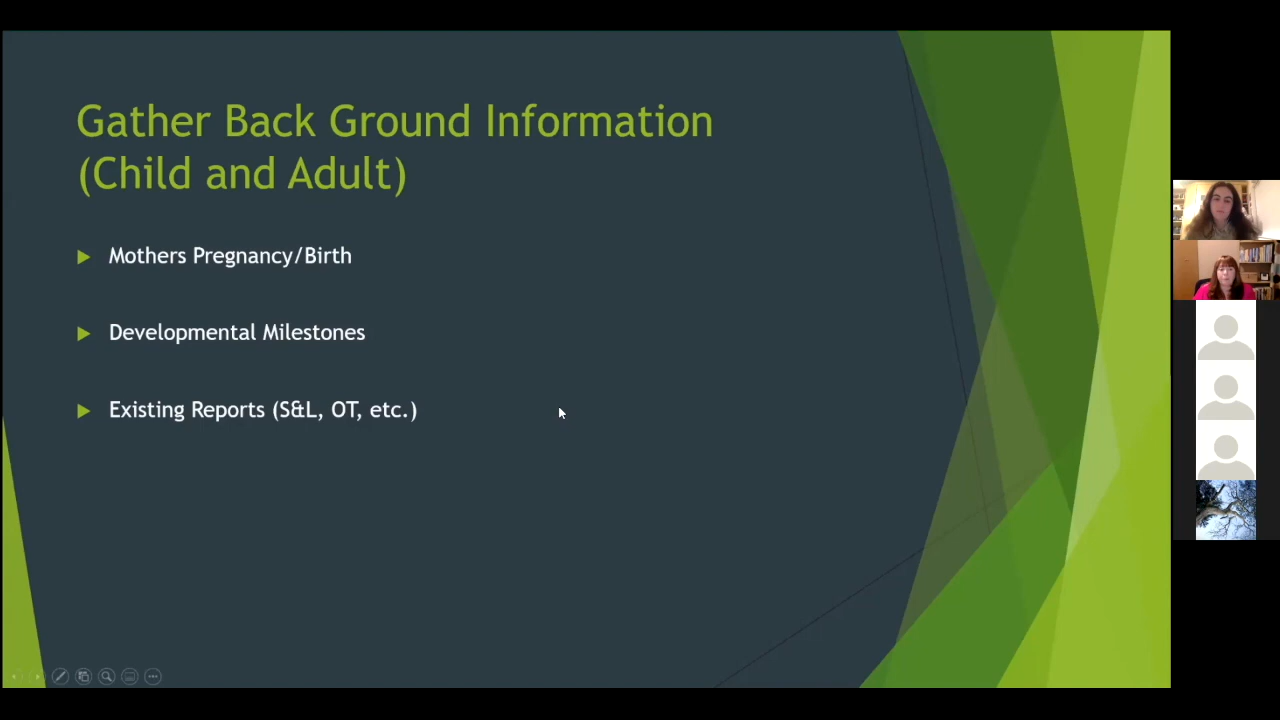 Gather Back Ground Information
(Child and Adult)
Mothers Pregnancy/Birth
Developmental Milestones
Existing Reports (S&L, OT, etc.)